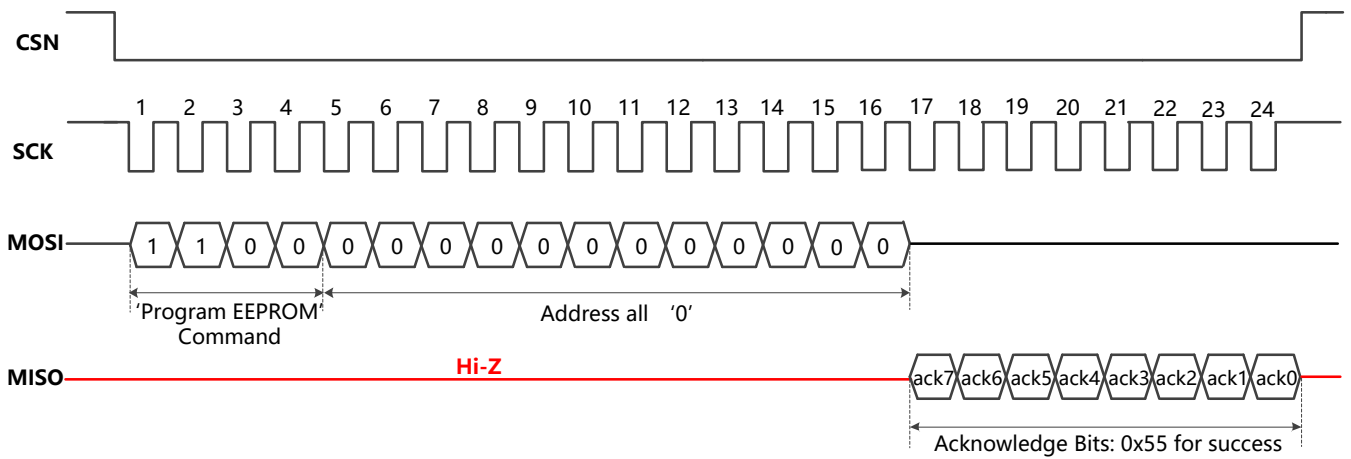 CSN
1 2 3 4 5 6 7 8 9 10 11 12 13 14 15 16 17 18 19 20 21 22 23 24
SCK
MOSI 1 1 0 0 0 0 0 0 0 0 0 0 0 0 0 0
‘Program EEPROM’ Address all ‘0’
Command
Hi-Z
MISO ack7 ack6 ack5 ack4 ack3 ack2 ack1 ack0
Acknowledge Bits: 0x55 for success